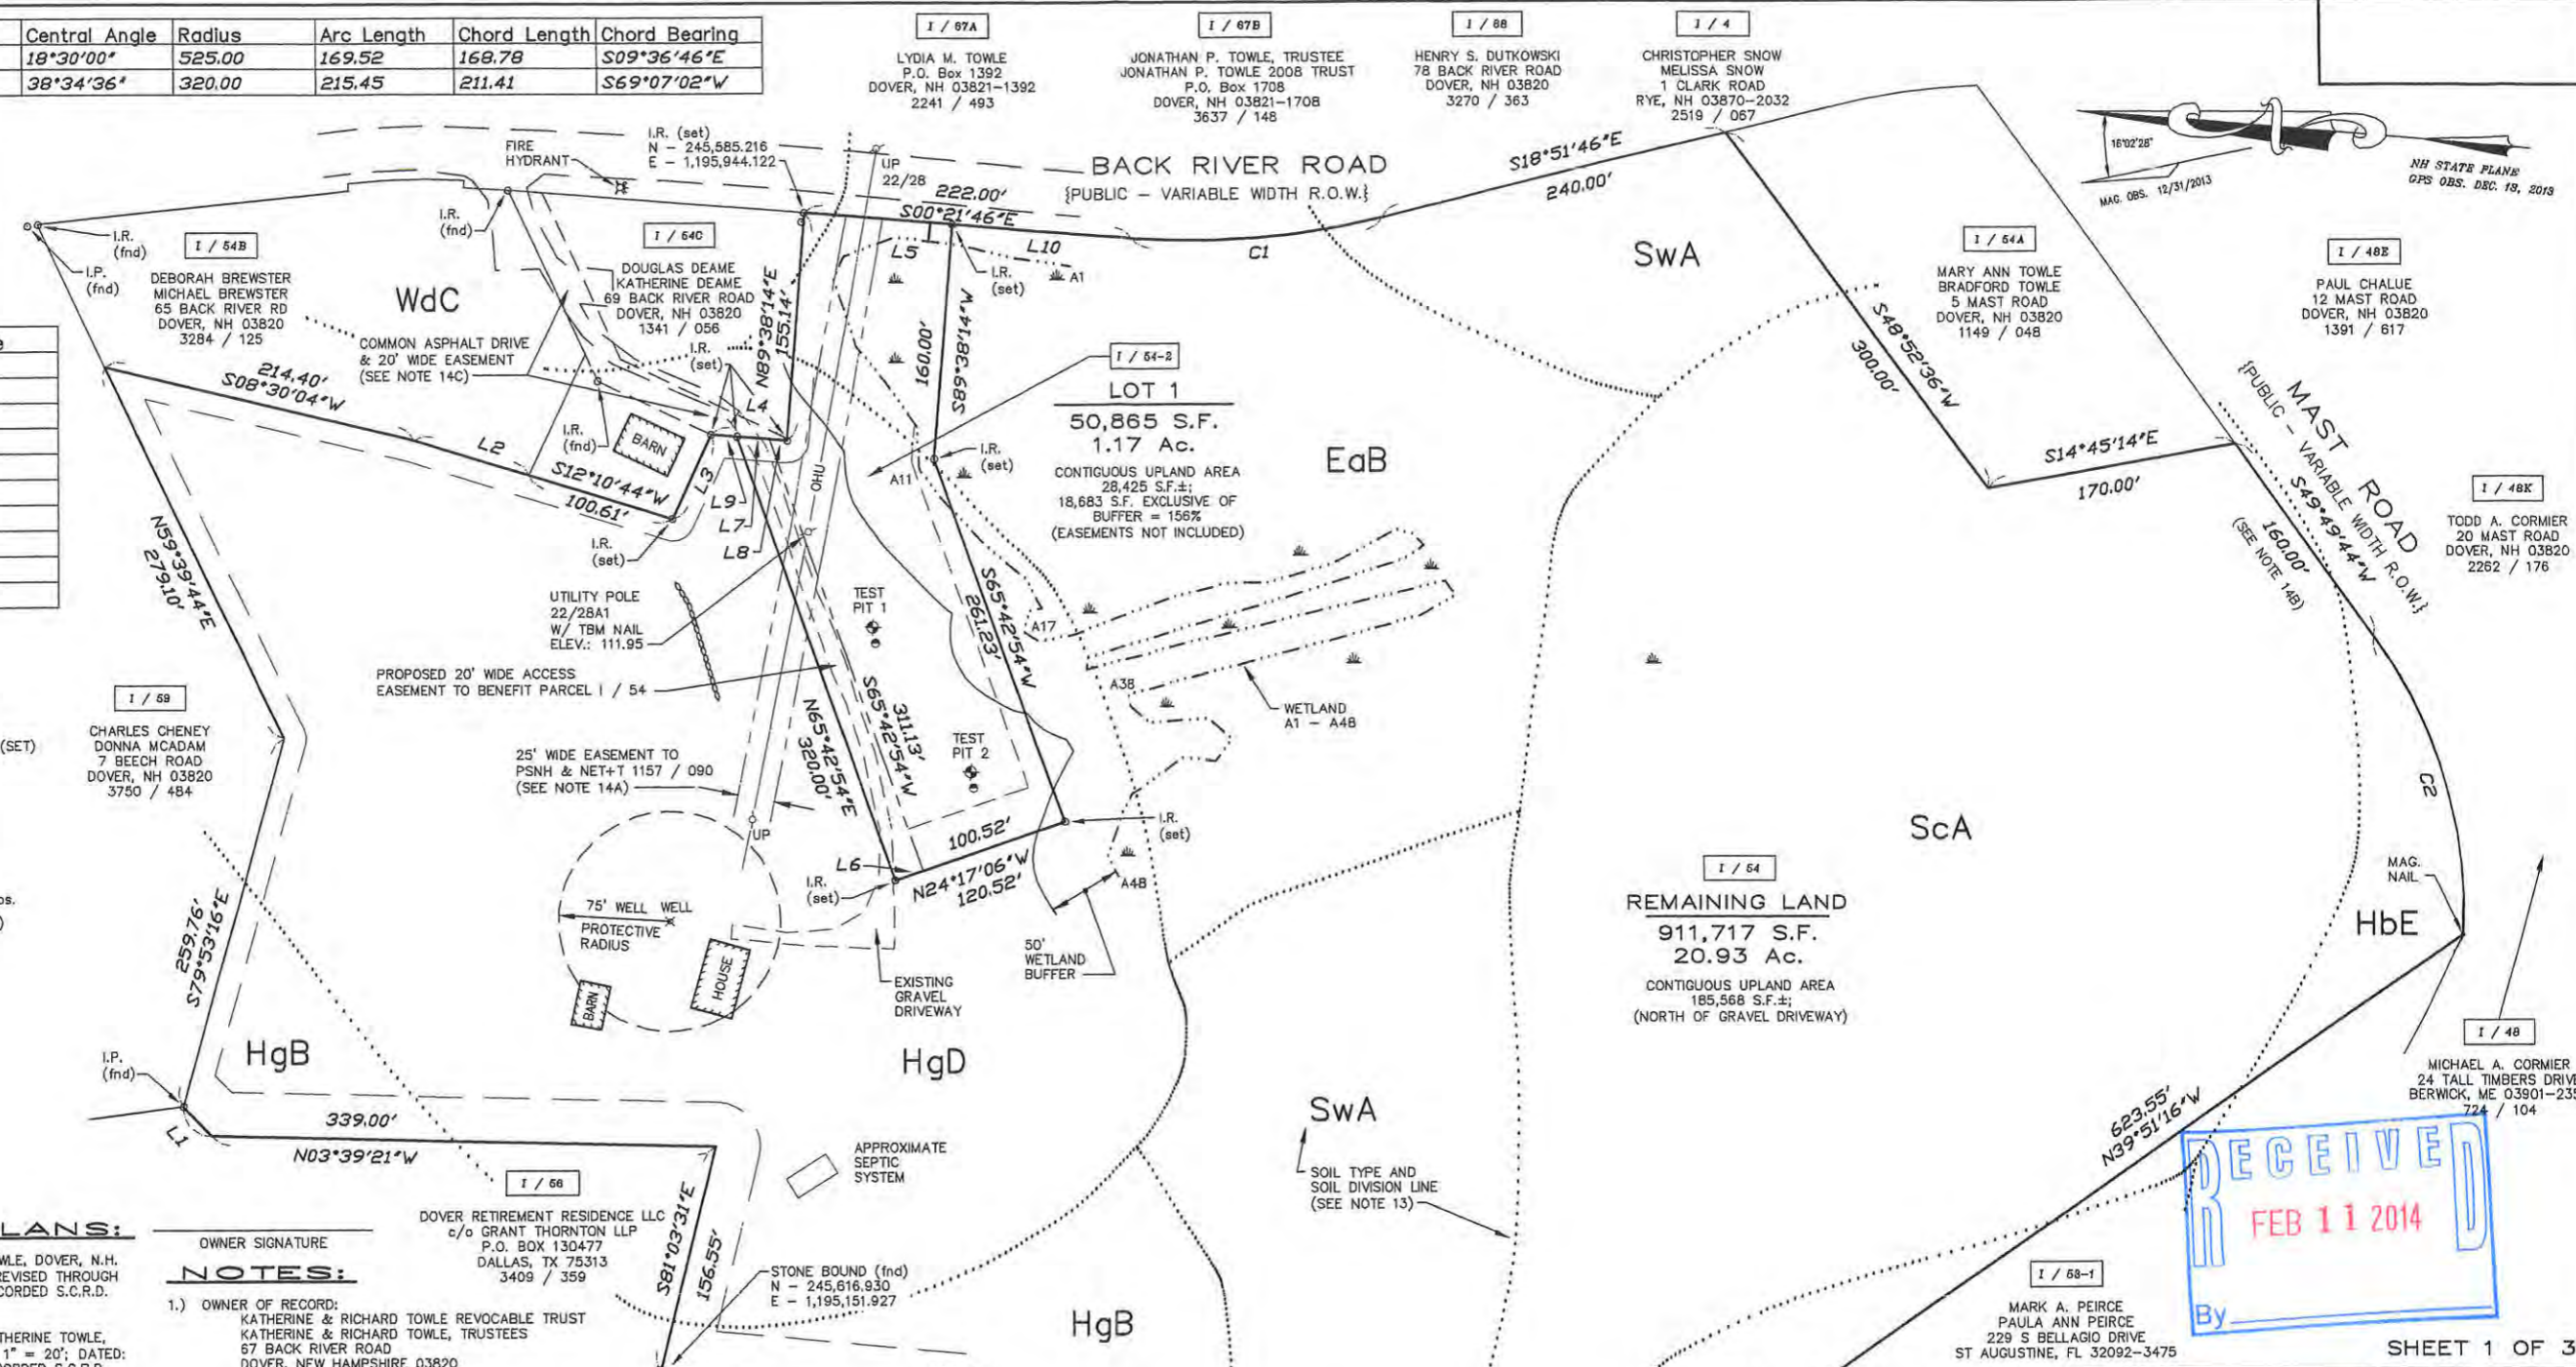 Central Angle Radius Arc Length Chord Length Chord Bearing
18°30'00" 525.00 169.52 168.78 S09°36'46"E
38°34'36" 320.00 215.45 211.41 S69°07'02"W
I / 67A
LYDIA M. TOWLE
P.O. Box 1392
DOVER, NH 03821-1392
2241 / 493
I / 67B
JONATHAN P. TOWLE, TRUSTEE
JONATHAN P. TOWLE 2008 TRUST
P.O. Box 1708
DOVER, NH 03821-1708
3637 / 148
I / 68
HENRY S. DUTKOWSKI
78 BACK RIVER ROAD
DOVER, NH 03820
3270 / 363
I / 4
CHRISTOPHER SNOW
MELISSA SNOW
1 CLARK ROAD
RYE, NH 03870-2032
2519 / 067
16°02'28"
MAG. OBS. 12/31/2013
NH STATE PLANE
GPS OBS. DEC. 19, 2013
FIRE
HYDRANT
I.R. (set)
N - 245,585.216
E - 1,195,944.122
UP
22/28
BACK RIVER ROAD
{PUBLIC - VARIABLE WIDTH R.O.W.}
222.00'
S00°21'46"E
L5
L10
C1
S18°51'46"E
240.00'
I.R.
(fnd)
I.R.
(fnd)
I.P.
(fnd)
I / 54B
DEBORAH BREWSTER
MICHAEL BREWSTER
65 BACK RIVER RD
DOVER, NH 03820
3284 / 125
WdC
I / 54C
DOUGLAS DEAME
KATHERINE DEAME
69 BACK RIVER ROAD
DOVER, NH 03820
1341 / 056
COMMON ASPHALT DRIVE
& 20' WIDE EASEMENT
(SEE NOTE 14C)
I.R.
(set)
N89°38'14"E
155.14'
I.R.
(set)
A1
160.00'
S89°38'14"W
SwA
I / 54A
MARY ANN TOWLE
BRADFORD TOWLE
5 MAST ROAD
DOVER, NH 03820
1149 / 048
I / 48E
PAUL CHALUE
12 MAST ROAD
DOVER, NH 03820
1391 / 617
S48°52'36"W
300.00'
S14°45'14"E
170.00'
MAST ROAD
{PUBLIC - VARIABLE WIDTH R.O.W.}
S49°49'44"W
160.00'
(SEE NOTE 14B)
I / 48K
TODD A. CORMIER
20 MAST ROAD
DOVER, NH 03820
2262 / 176
214.40'
S08°30'04"W
L2
I.R.
(fnd)
BARN
L4
S12°10'44"W
100.61'
L3
L9
L7
L8
I.R.
(set)
OHU
A11
I.R.
(set)
I / 54-2
LOT 1
50,865 S.F.
1.17 Ac.
CONTIGUOUS UPLAND AREA
28,425 S.F.±;
18,683 S.F. EXCLUSIVE OF
BUFFER = 156%
(EASEMENTS NOT INCLUDED)
EaB
N59°39'44"E
279.10'
UTILITY POLE
22/28A1
W/ TBM NAIL
ELEV.: 111.95
TEST
PIT 1
S65°42'54"W
261.23'
A17
A38
WETLAND
A1 - A48
PROPOSED 20' WIDE ACCESS
EASEMENT TO BENEFIT PARCEL I / 54
311.13'
S65°42'54"W
N65°42'54"E
320.00'
TEST
PIT 2
I / 59
CHARLES CHENEY
DONNA MCADAM
7 BEECH ROAD
DOVER, NH 03820
3750 / 484
(SET)
25' WIDE EASEMENT TO
PSNH & NET+T 1157 / 090
(SEE NOTE 14A)
UP
L6
I.R.
(set)
100.52'
N24°17'06"W
120.52'
I.R.
(set)
A48
C2
ScA
I / 54
REMAINING LAND
911,717 S.F.
20.93 Ac.
CONTIGUOUS UPLAND AREA
185,568 S.F.±;
(NORTH OF GRAVEL DRIVEWAY)
MAG.
NAIL
HbE
259.76'
S79°53'16"E
75' WELL WELL
PROTECTIVE
RADIUS
HOUSE
BARN
EXISTING
GRAVEL
DRIVEWAY
50'
WETLAND
BUFFER
I.P.
(fnd)
HgB
HgD
I / 48
MICHAEL A. CORMIER
24 TALL TIMBERS DRIVE
BERWICK, ME 03901-235
724 / 104
L1
339.00'
N03°39'21"W
APPROXIMATE
SEPTIC
SYSTEM
SwA
SOIL TYPE AND
SOIL DIVISION LINE
(SEE NOTE 13)
623.55'
N39°51'16"W
RECEIVED
FEB 11 2014
By
I / 56
DOVER RETIREMENT RESIDENCE LLC
c/o GRANT THORNTON LLP
P.O. BOX 130477
DALLAS, TX 75313
3409 / 359
S81°03'31"E
156.55'
STONE BOUND (fnd)
N - 245,616.930
E - 1,195,151.927
HgB
LANS:
WLE, DOVER, N.H.
REVISED THROUGH
CORDED S.C.R.D.
THERINE TOWLE,
1" = 20'; DATED:
OWNER SIGNATURE
NOTES:
1.) OWNER OF RECORD:
KATHERINE & RICHARD TOWLE REVOCABLE TRUST
KATHERINE & RICHARD TOWLE, TRUSTEES
67 BACK RIVER ROAD
DOVER, NEW HAMPSHIRE 03820
I / 53-1
MARK A. PEIRCE
PAULA ANN PEIRCE
229 S BELLAGIO DRIVE
ST AUGUSTINE, FL 32092-3475
SHEET 1 OF 3